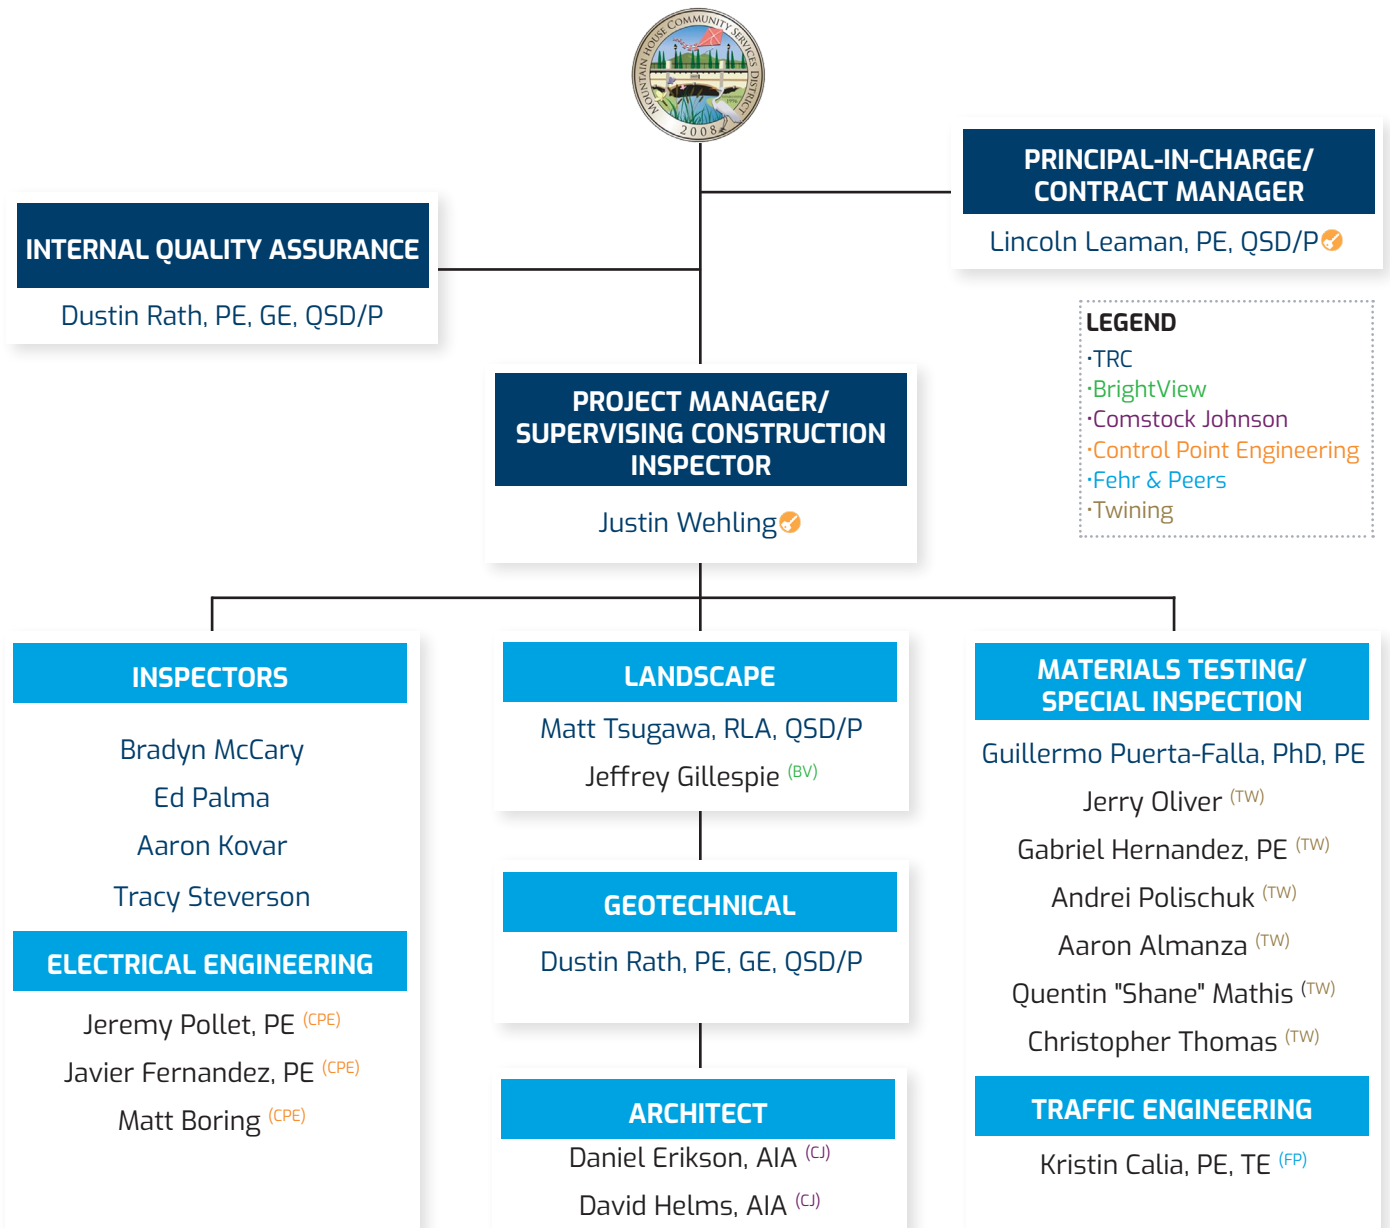 MOUNTAIN HOUSE COMMUNITY SERVICES DISTRICT
2008
PRINCIPAL-IN-CHARGE/
CONTRACT MANAGER
Lincoln Leaman, PE, QSD/P
INTERNAL QUALITY ASSURANCE
Dustin Rath, PE, GE, QSD/P
LEGEND
·TRC
·BrightView
·Comstock Johnson
·Control Point Engineering
·Fehr & Peers
·Twining
PROJECT MANAGER/
SUPERVISING CONSTRUCTION
INSPECTOR
Justin Wehling
INSPECTORS
Bradyn McCary
Ed Palma
Aaron Kovar
Tracy Steverson
ELECTRICAL ENGINEERING
Jeremy Pollet, PE (CPE)
Javier Fernandez, PE (CPE)
Matt Boring (CPE)
LANDSCAPE
Matt Tsugawa, RLA, QSD/P
Jeffrey Gillespie (BV)
GEOTECHNICAL
Dustin Rath, PE, GE, QSD/P
ARCHITECT
Daniel Erikson, AIA (CJ)
David Helms, AIA (CJ)
MATERIALS TESTING/
SPECIAL INSPECTION
Guillermo Puerta-Falla, PhD, PE
Jerry Oliver (TW)
Gabriel Hernandez, PE (TW)
Andrei Polischuk (TW)
Aaron Almanza (TW)
Quentin "Shane" Mathis (TW)
Christopher Thomas (TW)
TRAFFIC ENGINEERING
Kristin Calia, PE, TE (FP)